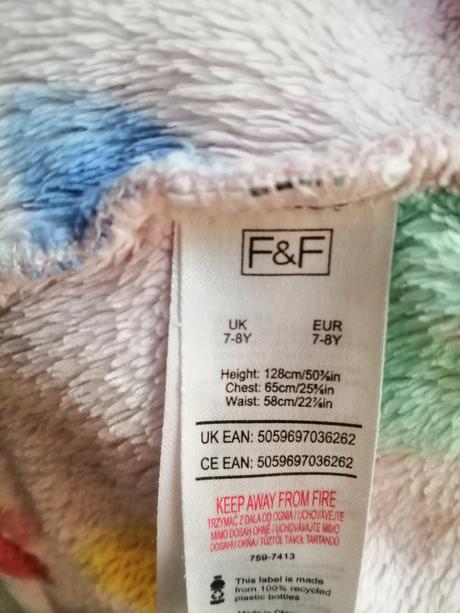 F&F
UK EUR
7-8Y 7-8Y
Height: 128cm/50⅜in
Chest: 65cm/25⅝in
Waist: 58cm/22⅞in
UK EAN: 5059697036262
CE EAN: 5059697036262
KEEP AWAY FROM FIRE
TRZYMAĆ Z DALA OD OGNIA / UCHOVÁVEJTE
MIMO DOSAH OHNĚ / UCHOVÁVAJTE MIMO
DOSAHU OHŇA / TŰZTŐL TÁVOL TARTANDÓ
759-7413
This label is made
from 100% recycled
plastic bottles
Made in